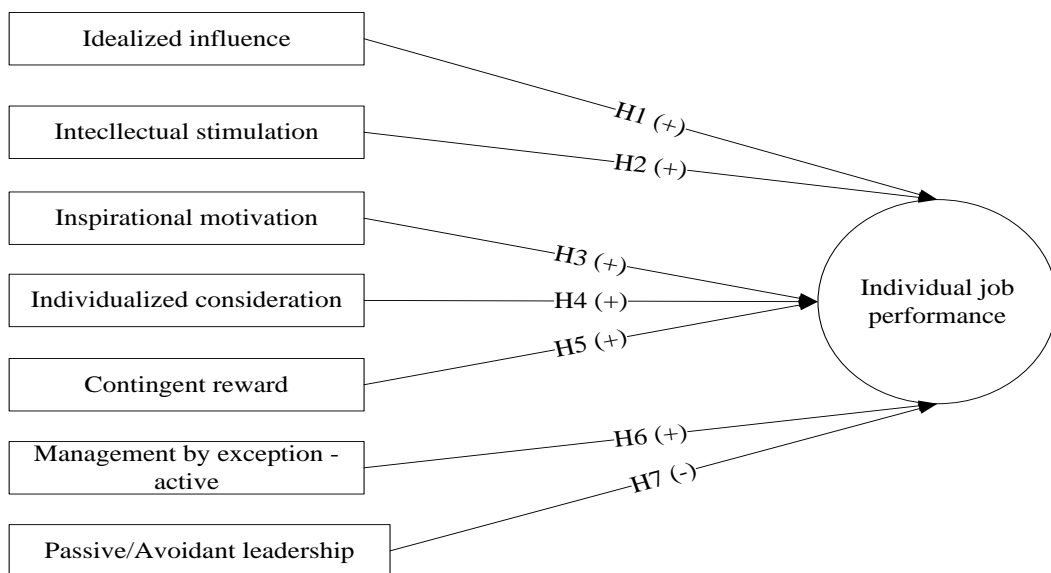 Idealized influence
Intecllectual stimulation
Inspirational motivation
Individualized consideration
Contingent reward
Management by exception -
active
Passive/Avoidant leadership
H1 (+)
H2 (+)
H3 (+)
H4 (+)
H5 (+)
H6 (+)
H7 (-)
Individual job
performance